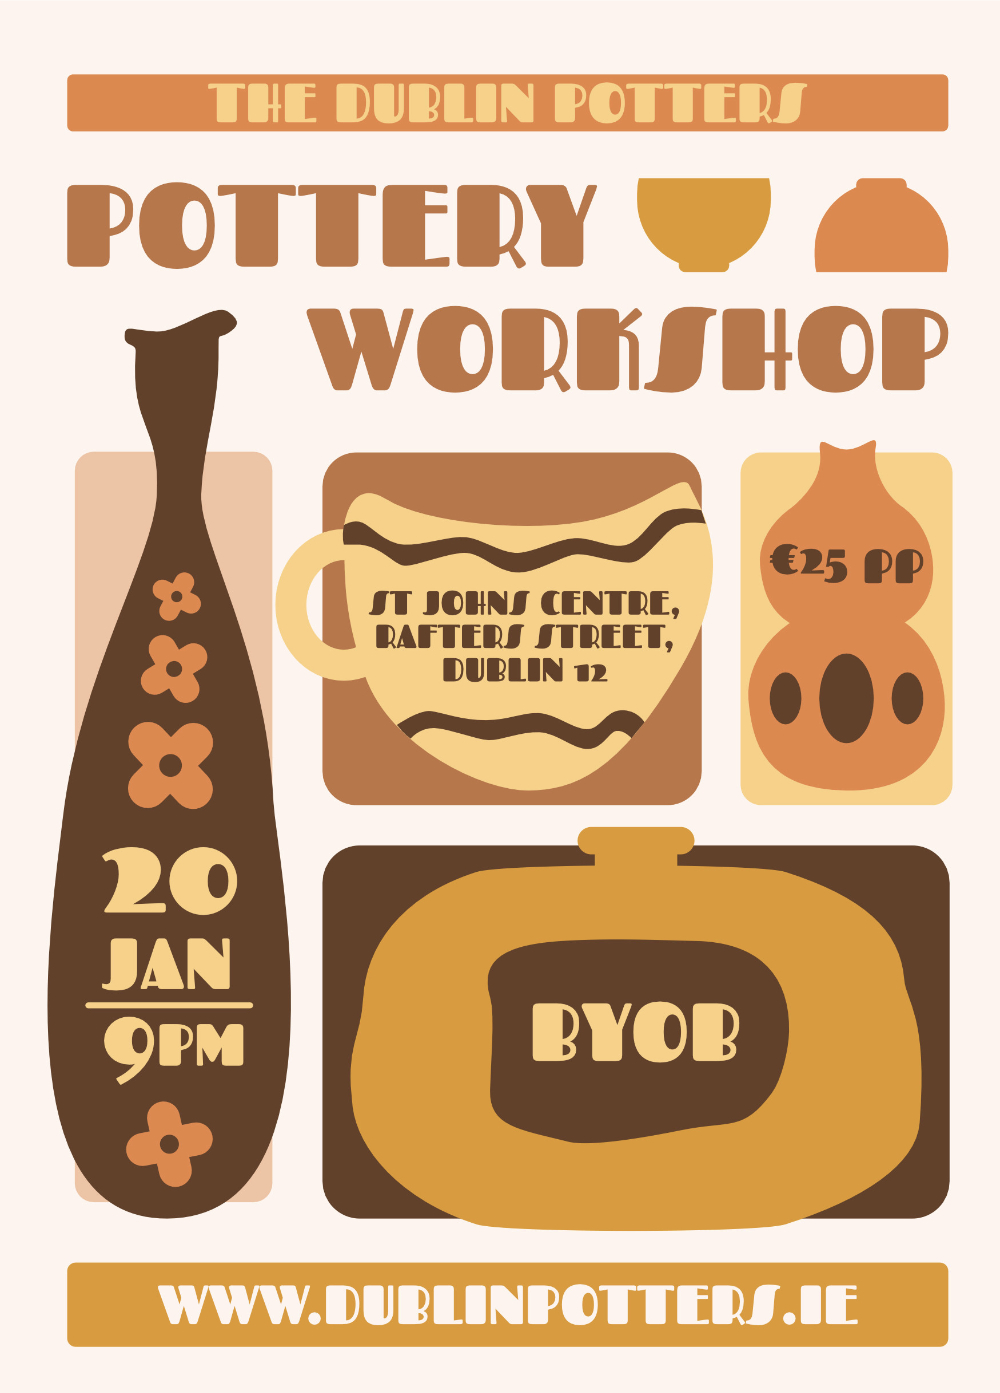 THE DUBLIN POTTERS
POTTERY
WORKSHOP
ST JOHNS CENTRE,
RAFTERS STREET,
DUBLIN 12
€25 PP
20
JAN
9PM
BYOB
WWW.DUBLINPOTTERS.IE